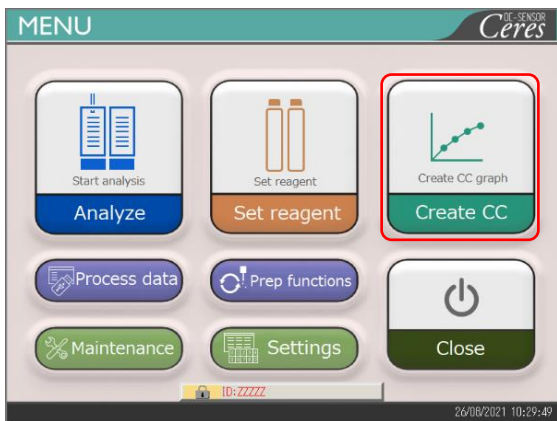 MENU
OE-SENSOR
Ceres
Start analysis
Analyze
Set reagent
Set reagent
Create CC graph
Create CC
Process data
Prep functions
Maintenance
Settings
Close
ID:ZZZZZ
26/08/2021 10:29:49